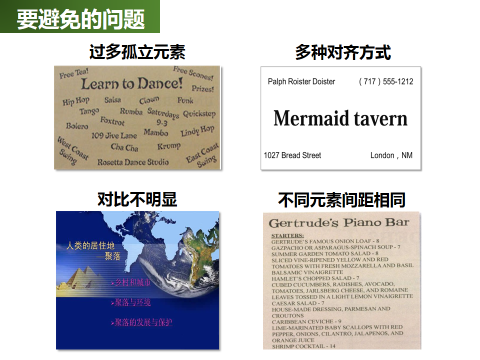 要避免的问题
过多孤立元素
多种对齐方式
Free Tea!
Free Scones!
Learn to Dance!
Prizes!
Hip Hop Salsa Clown Funk
Tango Rumba Saturdays Quickstep
Bolero Foxtrot 9-3
109 Jive Lane Mamba Lindy Hop
West Coast Swing
Cha Cha Krump
East Coast Swing
Rosetta Dance Studio
Palph Roister Doister ( 717 ) 555-1212
Mermaid tavern
1027 Bread Street London , NM
对比不明显
不同元素间距相同
人类的居住地
聚落
>乡村和城市
>聚落与环境
>聚落的发展与保护
Gertrude's Piano Bar
STARTERS:
GERTRUDE'S FAMOUS ONION LOAF - 8
GAZPACHO OR ASPARAGUS-SPINACH SOUP - 7
SUMMER GARDEN TOMATO SALAD - 8
SLICED VINE-RIPENED YELLOW AND RED
TOMATOES WITH FRESH MOZZARELLA AND BASIL
BALSAMIC VINAIGRETTE
HAMLET'S CHOPPED SALAD - 7
CUBED CUCUMBERS, RADISHES, AVOCADO,
TOMATOES, JARLSBERG CHEESE, AND ROMAINE
LEAVES TOSSED IN A LIGHT LEMON VINAIGRETTE
CAESAR SALAD - 7
HOUSE-MADE DRESSING, PARMESAN AND
CROUTONS
CARIBBEAN CEVICHE - 9
LIME-MARINATED BABY SCALLOPS WITH RED
PEPPER, ONIONS, CILANTRO, JALAPENOS, AND
ORANGE JUICE
SHRIMP COCKTAIL - 14